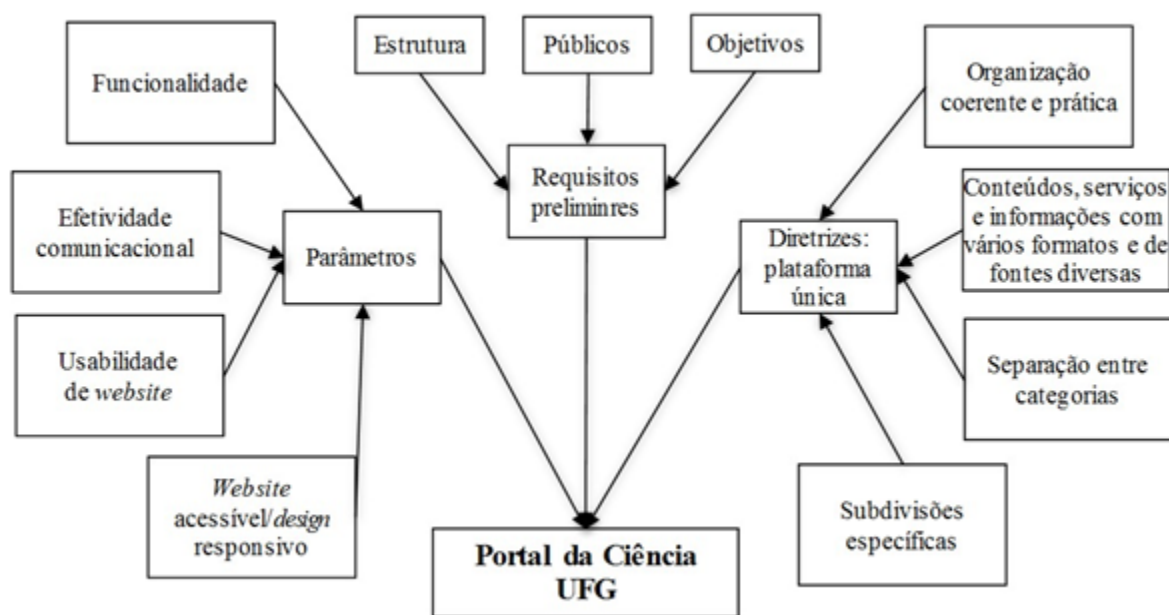 Estrutura
Públicos
Objetivos
Funcionalidade
Organização
coerente e prática
Requisitos
preliminres
Efetividade
comunicacional
Parâmetros
Diretrizes:
plataforma
única
Conteúdos, serviços
e informações com
vários formatos e de
fontes diversas
Usabilidade
de website
Separação entre
categorias
Website
acessível/design
responsivo
Subdivisões
específicas
Portal da Ciência
UFG